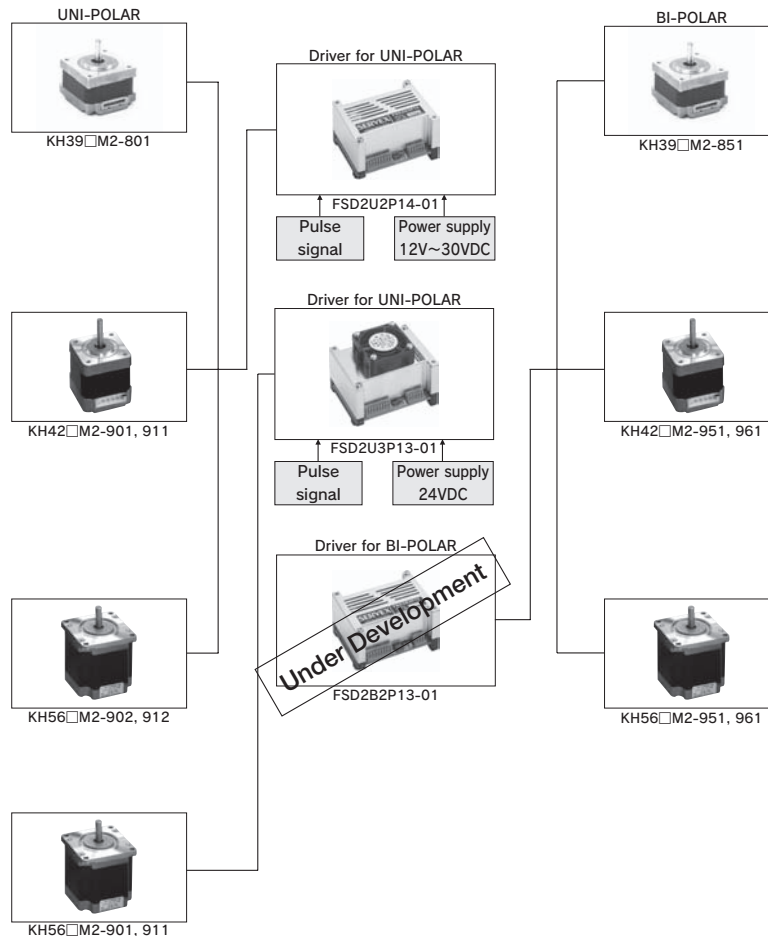 UNI-POLAR
KH39□M2-801
KH42□M2-901, 911
KH56□M2-902, 912
KH56□M2-901, 911
Driver for UNI-POLAR
SERVEX
FSD2U2P14-01
Pulse
signal
Power supply
12V~30VDC
Driver for UNI-POLAR
FSD2U3P13-01
Pulse
signal
Power supply
24VDC
Driver for BI-POLAR
SERVEX
Under Development
FSD2B2P13-01
BI-POLAR
KH39□M2-851
KH42□M2-951, 961
KH56□M2-951, 961